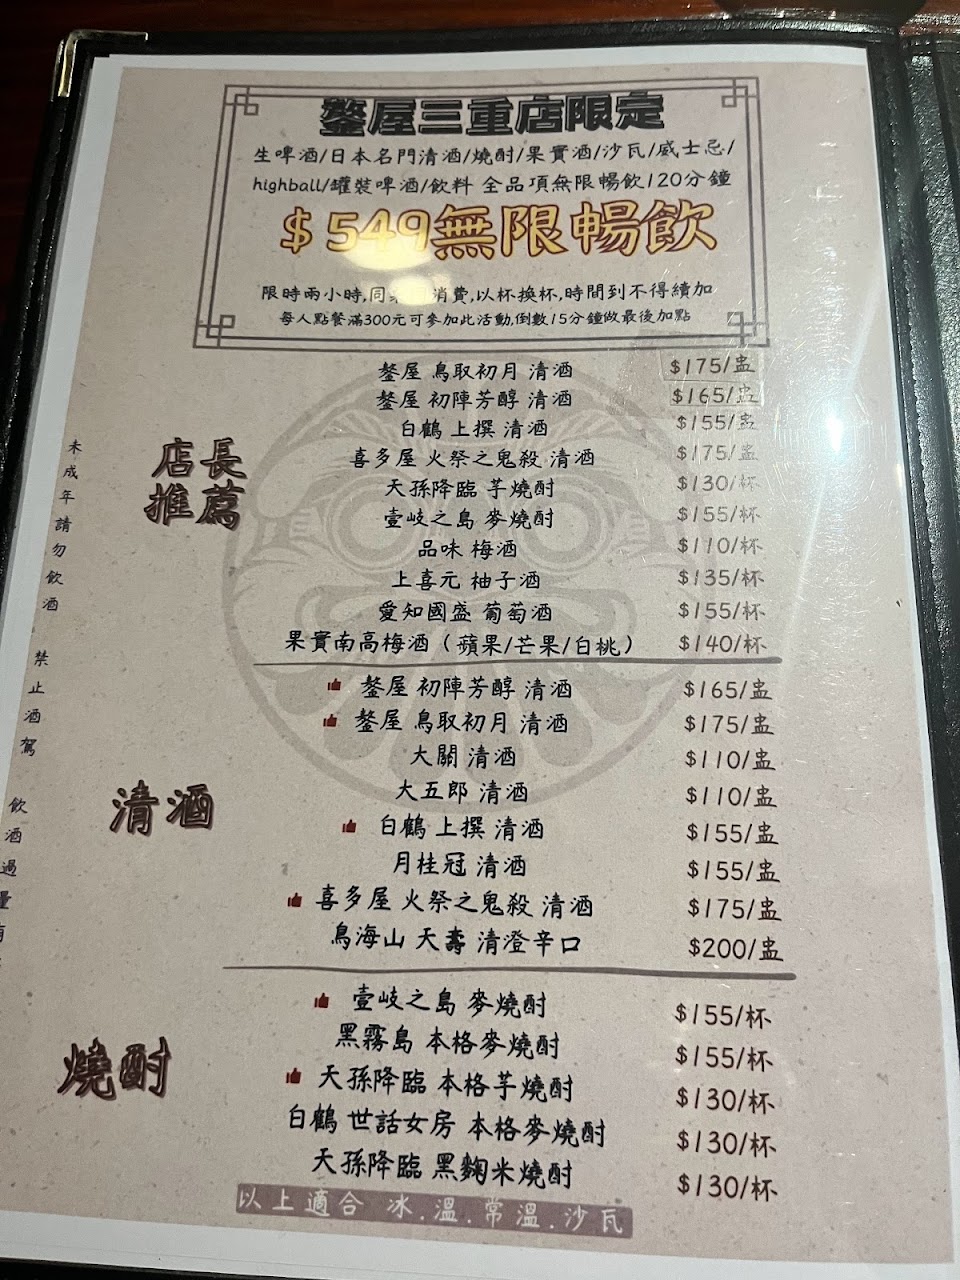 鏊屋三重店限定
生啤酒/日本名門清酒/燒酎/果實酒/沙瓦/威士忌/
highball/罐裝啤酒/飲料 全品項無限暢飲120分鐘
$549無限暢飲
限時兩小時,同 消費,以杯換杯,時間到不得續加
每人點餐滿300元可參加此活動,倒數15分鐘做最後加點
店長
推薦
鏊屋 鳥取初月 清酒 $175/盅
鏊屋 初陣芳醇 清酒 $165/盅
白鶴 上撰 清酒 $155/盅
喜多屋 火祭之鬼殺 清酒 $175/盅
天孫降臨 芋燒酎 $130/杯
壹岐之島 麥燒酎 $155/杯
品味 梅酒 $110/杯
上喜元 柚子酒 $135/杯
愛知國盛 葡萄酒 $155/杯
果實南高梅酒(蘋果/芒果/白桃) $140/杯
清酒
鏊屋 初陣芳醇 清酒 $165/盅
鏊屋 鳥取初月 清酒 $175/盅
大關 清酒 $110/盅
大五郎 清酒 $110/盅
白鶴 上撰 清酒 $155/盅
月桂冠 清酒 $155/盅
喜多屋 火祭之鬼殺 清酒 $175/盅
鳥海山 天壽 清澄辛口 $200/盅
燒酎
壹岐之島 麥燒酎 $155/杯
黑霧島 本格麥燒酎 $155/杯
天孫降臨 本格芋燒酎 $130/杯
白鶴 世話女房 本格麥燒酎 $130/杯
天孫降臨 黑麴米燒酎 $130/杯
以上適合 冰.溫.常溫.沙瓦
未成年請勿飲酒 禁止酒駕 飲酒過量